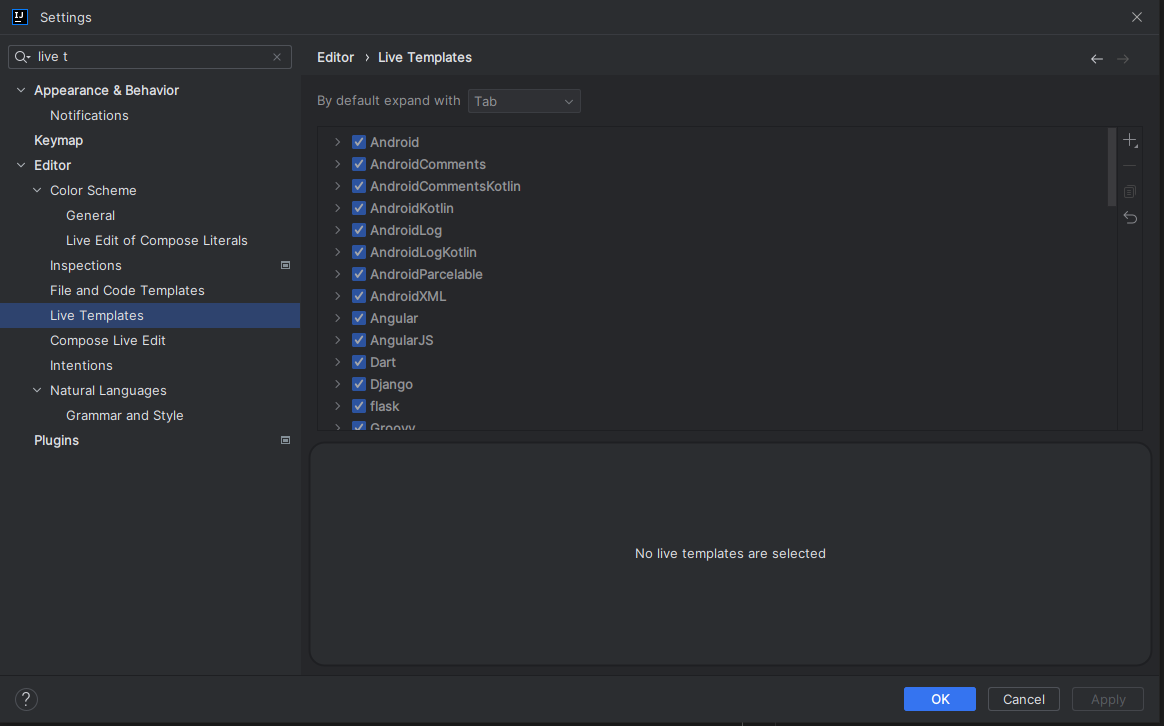 IJ
Settings
live t
Appearance & Behavior
Notifications
Keymap
Editor
Color Scheme
General
Live Edit of Compose Literals
Inspections
File and Code Templates
Live Templates
Compose Live Edit
Intentions
Natural Languages
Grammar and Style
Plugins
Editor › Live Templates
By default expand with Tab
Android
AndroidComments
AndroidCommentsKotlin
AndroidKotlin
AndroidLog
AndroidLogKotlin
AndroidParcelable
AndroidXML
Angular
AngularJS
Dart
Django
flask
Groovy
No live templates are selected
?
OK Cancel Apply